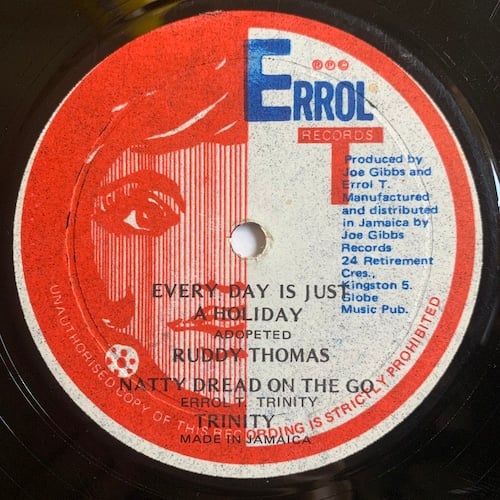 ERROL
RECORDS
T
Produced by
Joe Gibbs and
Errol T.
Manufactured
and distributed
in Jamaica by
Joe Gibbs
Records
24 Retirement
Cres.,
Kingston 5.
Globe
Music Pub.
EVERY DAY IS JUST
A HOLIDAY
ADOPETED
RUDDY THOMAS
NATTY DREAD ON THE GO
ERROL T. TRINITY
TRINITY
MADE IN JAMAICA
UNAUTHORISED COPY OF THIS RECORDING IS STRICTLY PROHIBITED